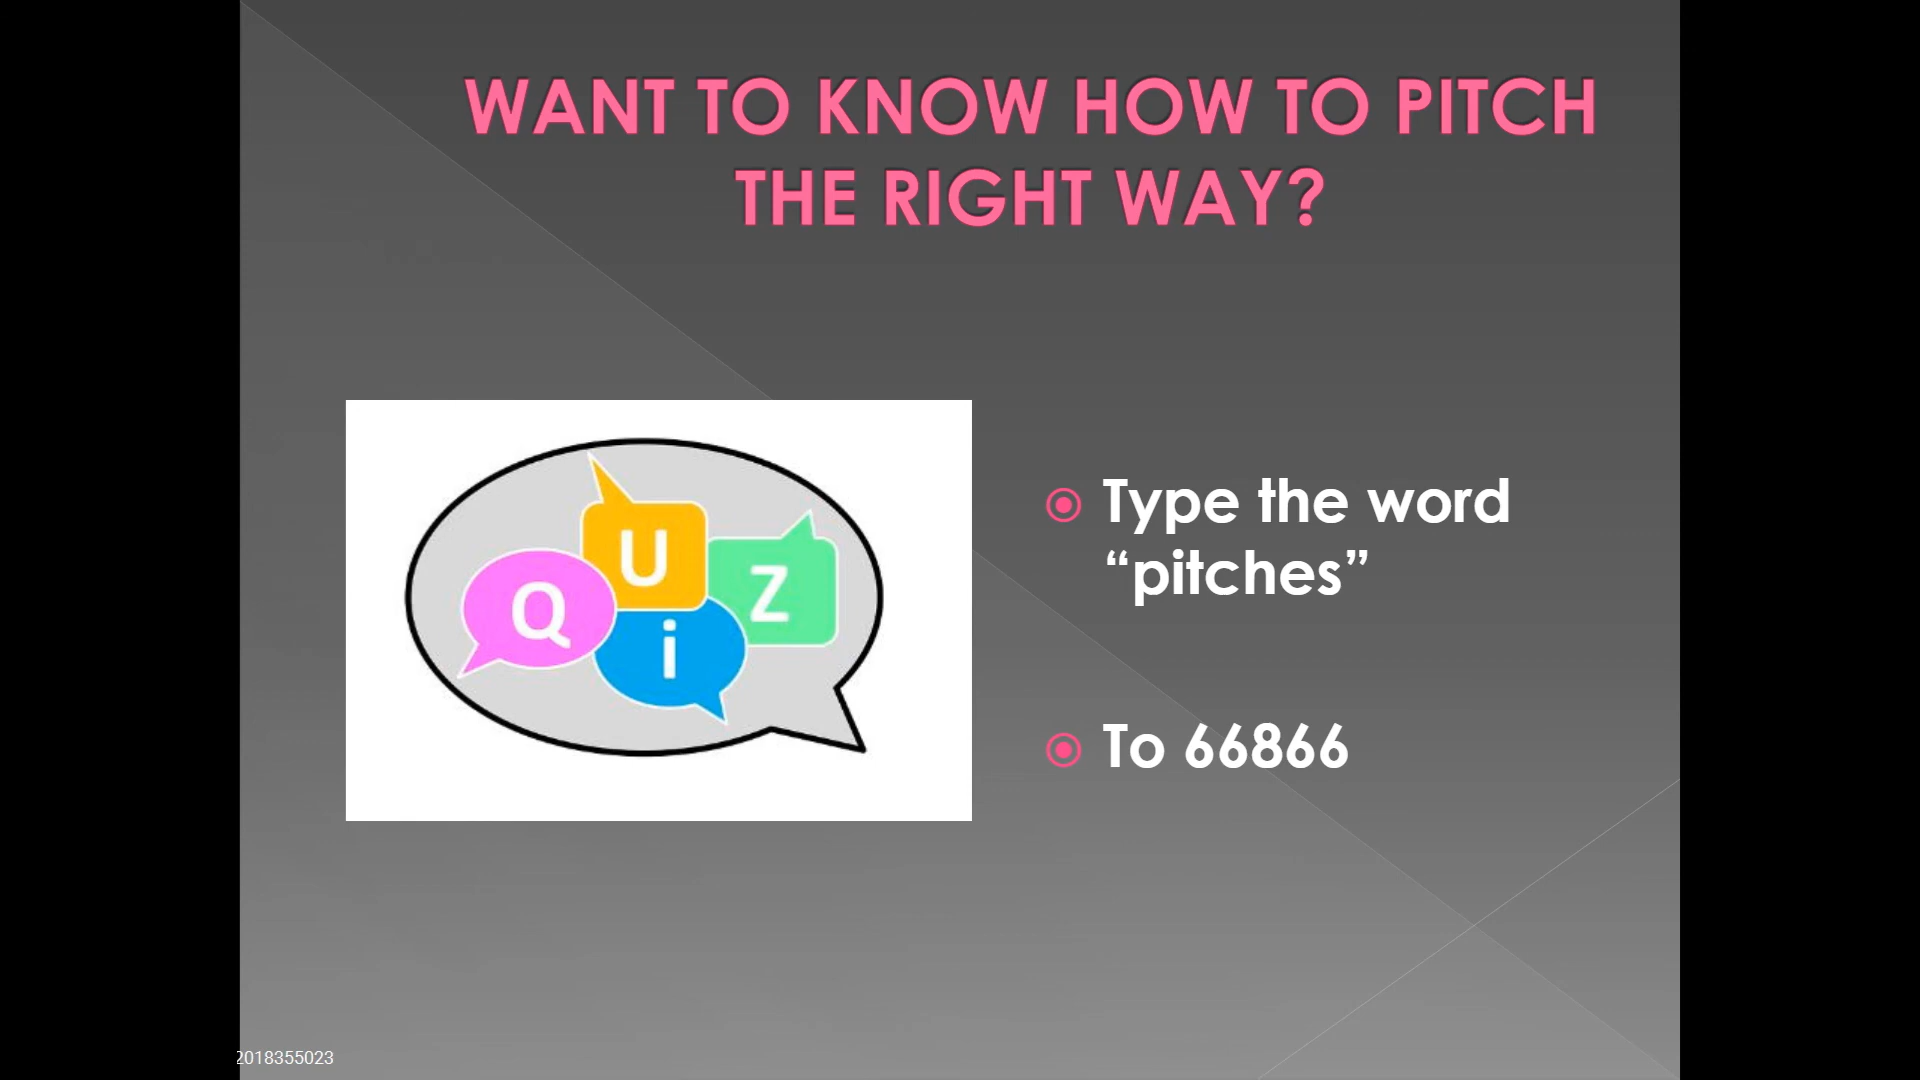 WANT TO KNOW HOW TO PITCH
THE RIGHT WAY?
Q U i Z
Type the word
“pitches”
To 66866
2018355023